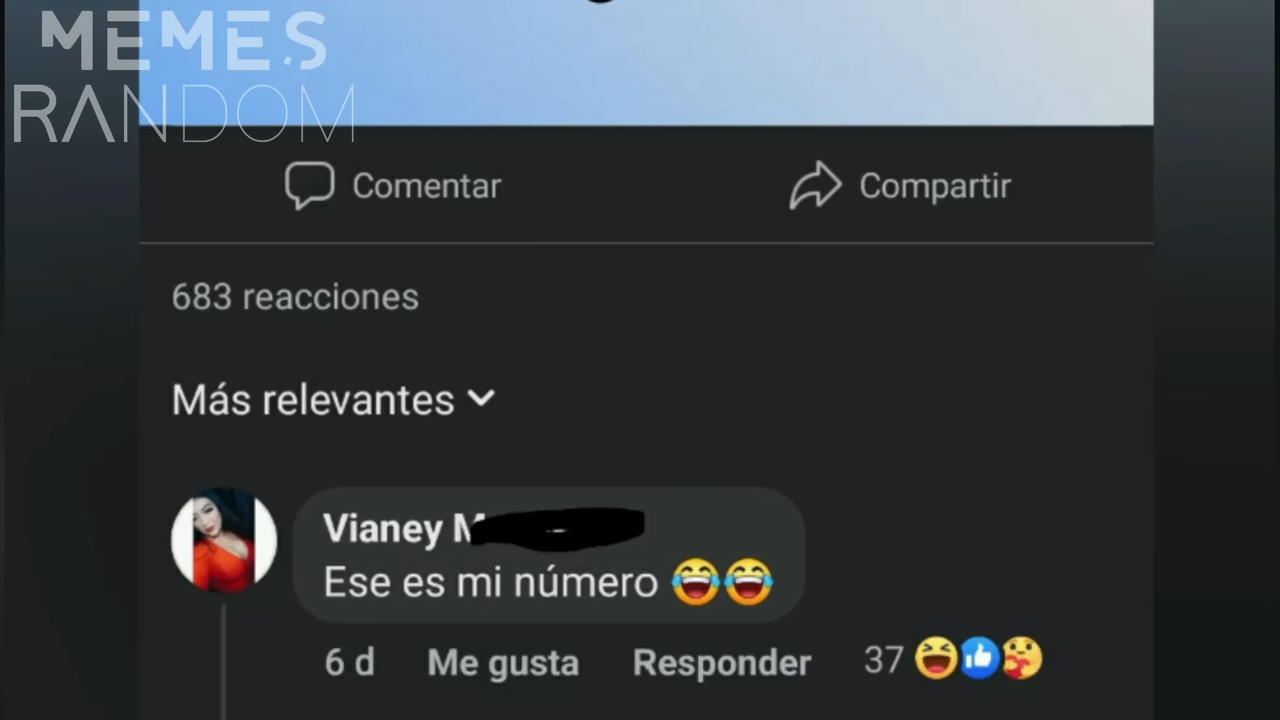 MEMES
RANDOM
Comentar
Compartir
683 reacciones
Más relevantes
Vianey M
Ese es mi número 😂😂
6 d Me gusta Responder 37